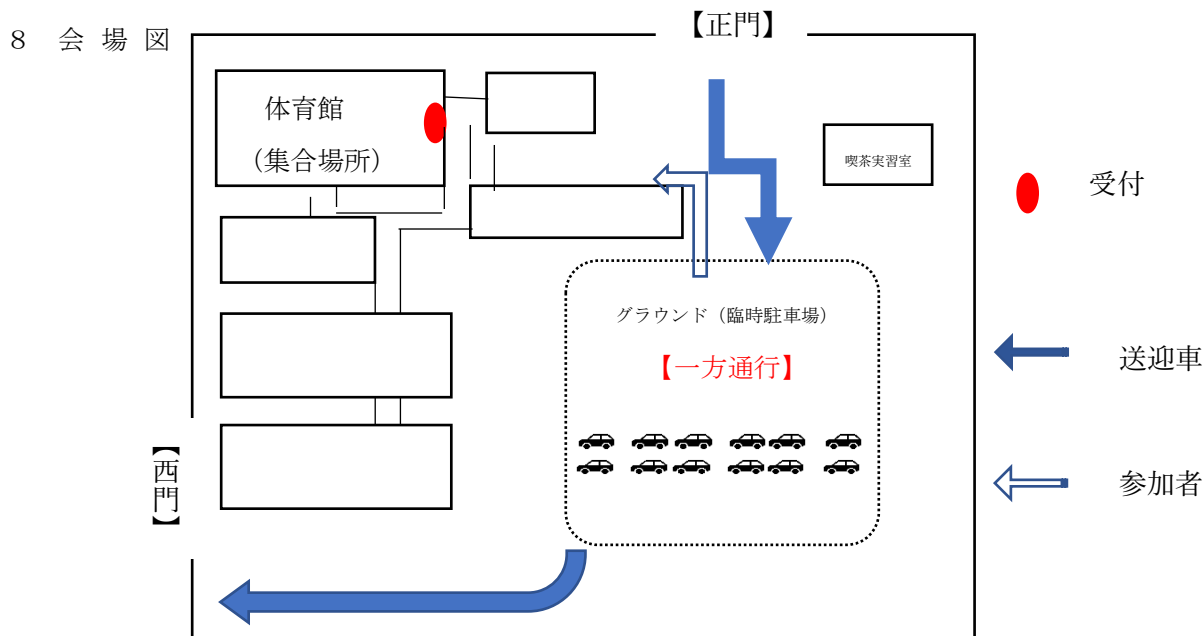 8 会 場 図
【正門】
体育館
（集合場所）
喫茶実習室
受付
グラウンド（臨時駐車場）
【一方通行】
送迎車
【西門】
参加者